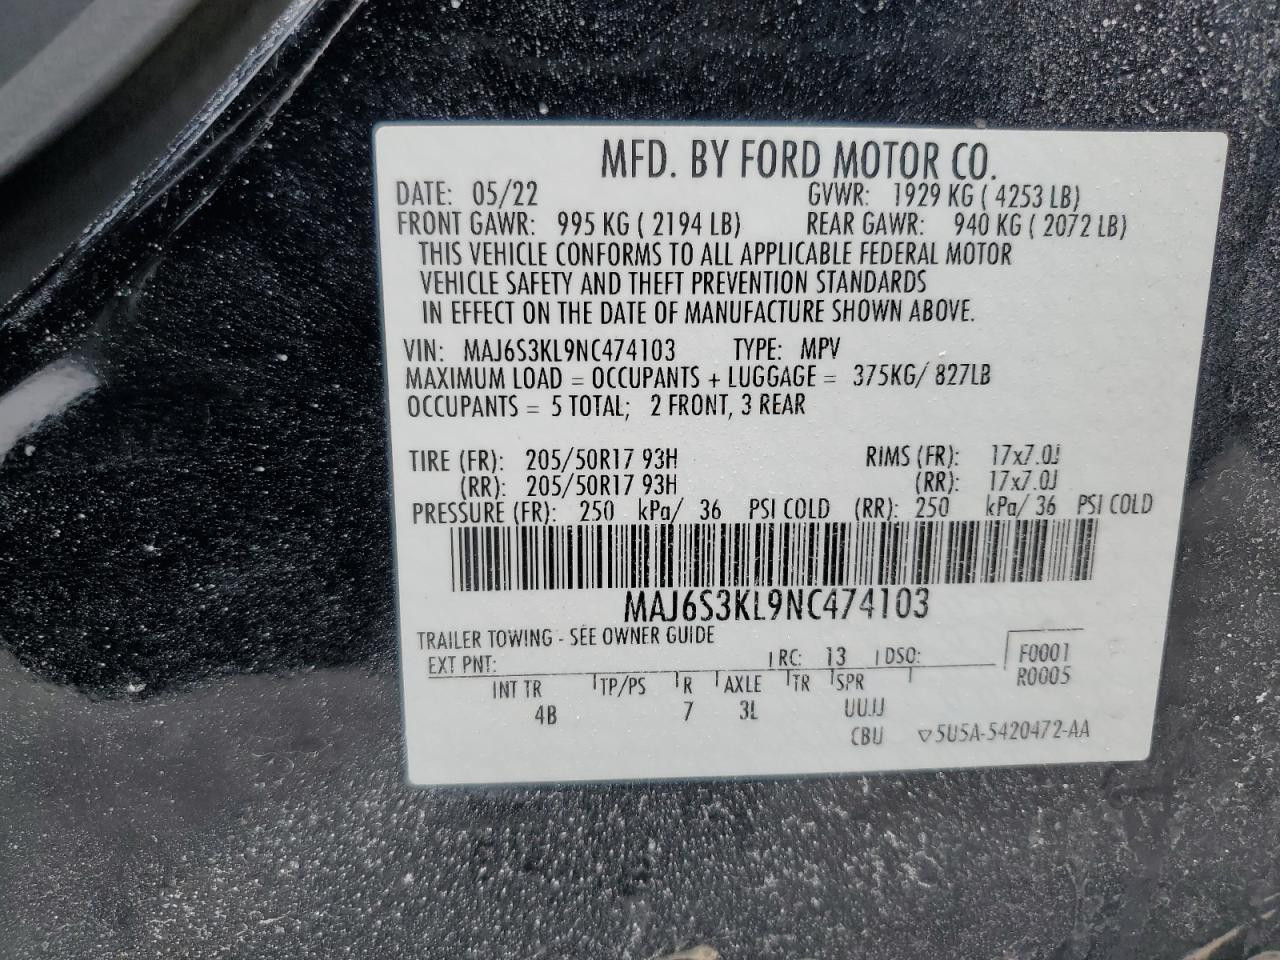 MFD. BY FORD MOTOR CO.
DATE: 05/22 GVWR: 1929 KG ( 4253 LB)
FRONT GAWR: 995 KG ( 2194 LB) REAR GAWR: 940 KG ( 2072 LB)
THIS VEHICLE CONFORMS TO ALL APPLICABLE FEDERAL MOTOR
VEHICLE SAFETY AND THEFT PREVENTION STANDARDS
IN EFFECT ON THE DATE OF MANUFACTURE SHOWN ABOVE.
VIN: MAJ6S3KL9NC474103 TYPE: MPV
MAXIMUM LOAD = OCCUPANTS + LUGGAGE = 375KG/ 827LB
OCCUPANTS = 5 TOTAL; 2 FRONT, 3 REAR
TIRE (FR): 205/50R17 93H RIMS (FR): 17x7.0J
(RR): 205/50R17 93H (RR): 17x7.0J
PRESSURE (FR): 250 kPa/ 36 PSI COLD (RR): 250 kPa/ 36 PSI COLD
MAJ6S3KL9NC474103
TRAILER TOWING - SEE OWNER GUIDE
EXT PNT: RC: 13 DSO: F0001
R0005
INT TR TP/PS R AXLE TR SPR
4B 7 3L UUJJ
CBU ▽5U5A-5420472-AA